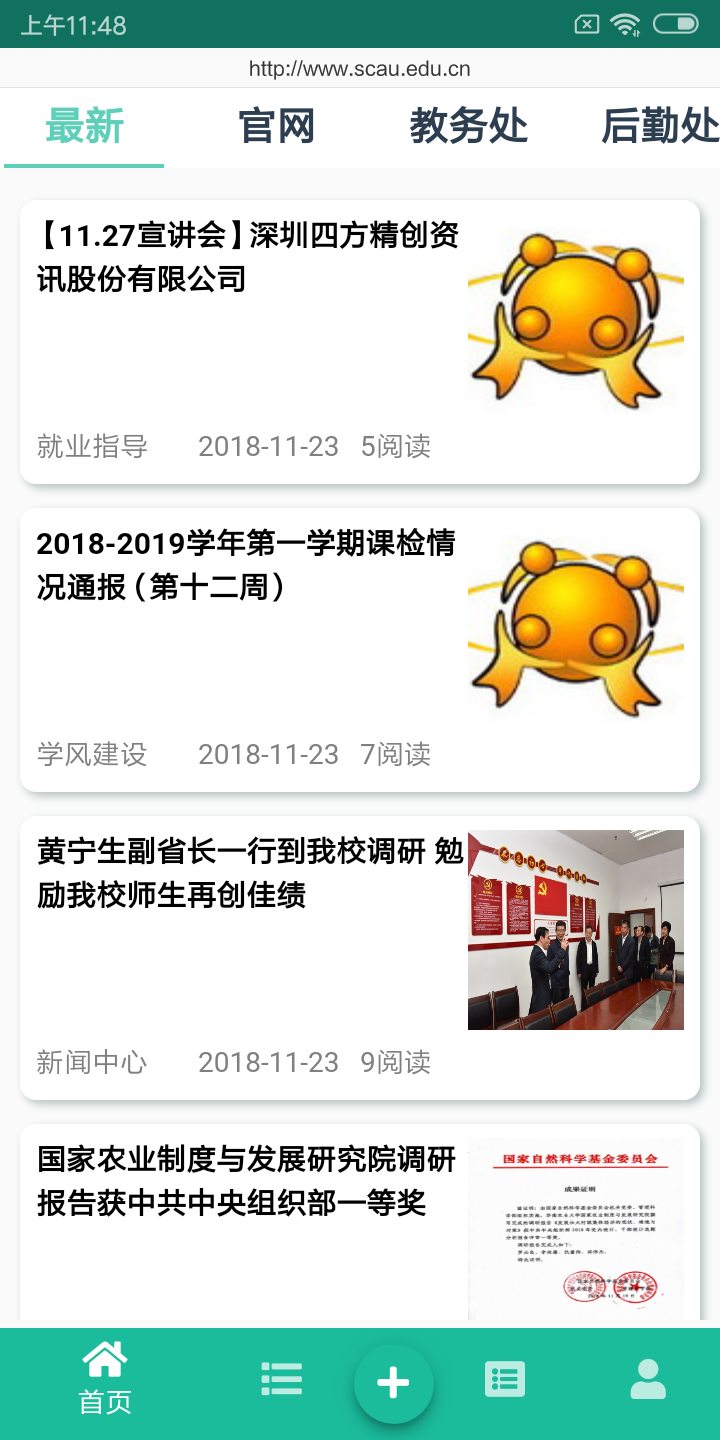 上午11:48
http://www.scau.edu.cn
最新 官网 教务处 后勤处
【11.27宣讲会】深圳四方精创资
讯股份有限公司
就业指导 2018-11-23 5阅读
2018-2019学年第一学期课检情
况通报（第十二周）
学风建设 2018-11-23 7阅读
黄宁生副省长一行到我校调研 勉
励我校师生再创佳绩
新闻中心 2018-11-23 9阅读
国家农业制度与发展研究院调研
报告获中共中央组织部一等奖
国家自然科学基金委员会
成果证明
首页